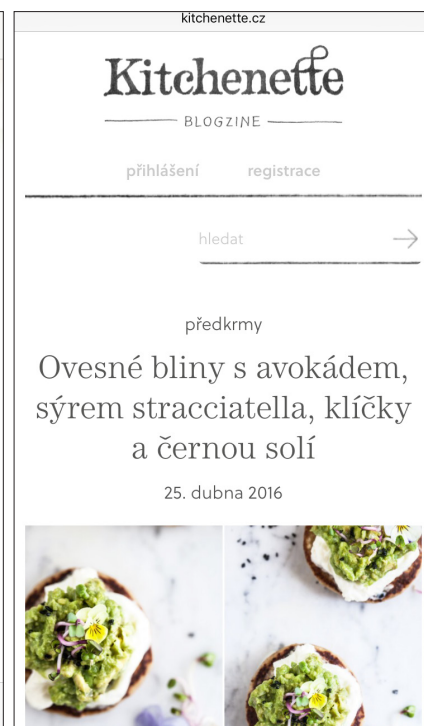 kitchenette.cz
Kitchenette
BLOGZINE
přihlášení registrace
hledat
předkrmy
Ovesné bliny s avokádem,
sýrem stracciatella, klíčky
a černou solí
25. dubna 2016